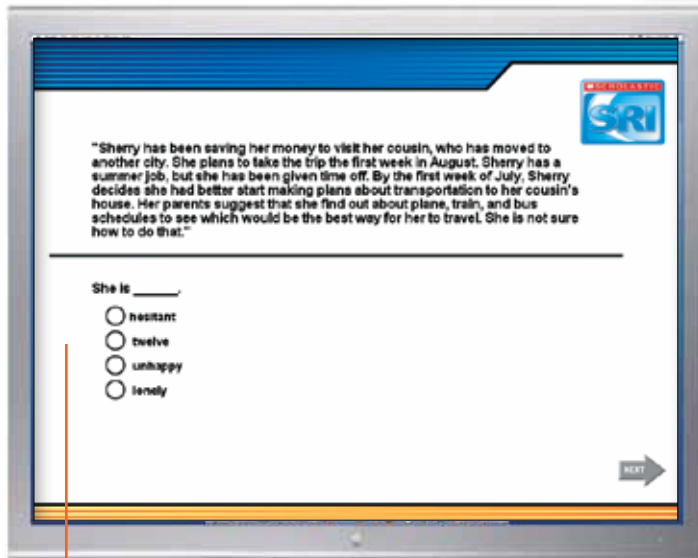 SCHOLASTIC
SRI
"Sherry has been saving her money to visit her cousin, who has moved to
another city. She plans to take the trip the first week in August. Sherry has a
summer job, but she has been given time off. By the first week of July, Sherry
decides she had better start making plans about transportation to her cousin's
house. Her parents suggest that she find out about plane, train, and bus
schedules to see which would be the best way for her to travel. She is not sure
how to do that."
She is ______.
hesitant
twelve
unhappy
lonely
NEXT